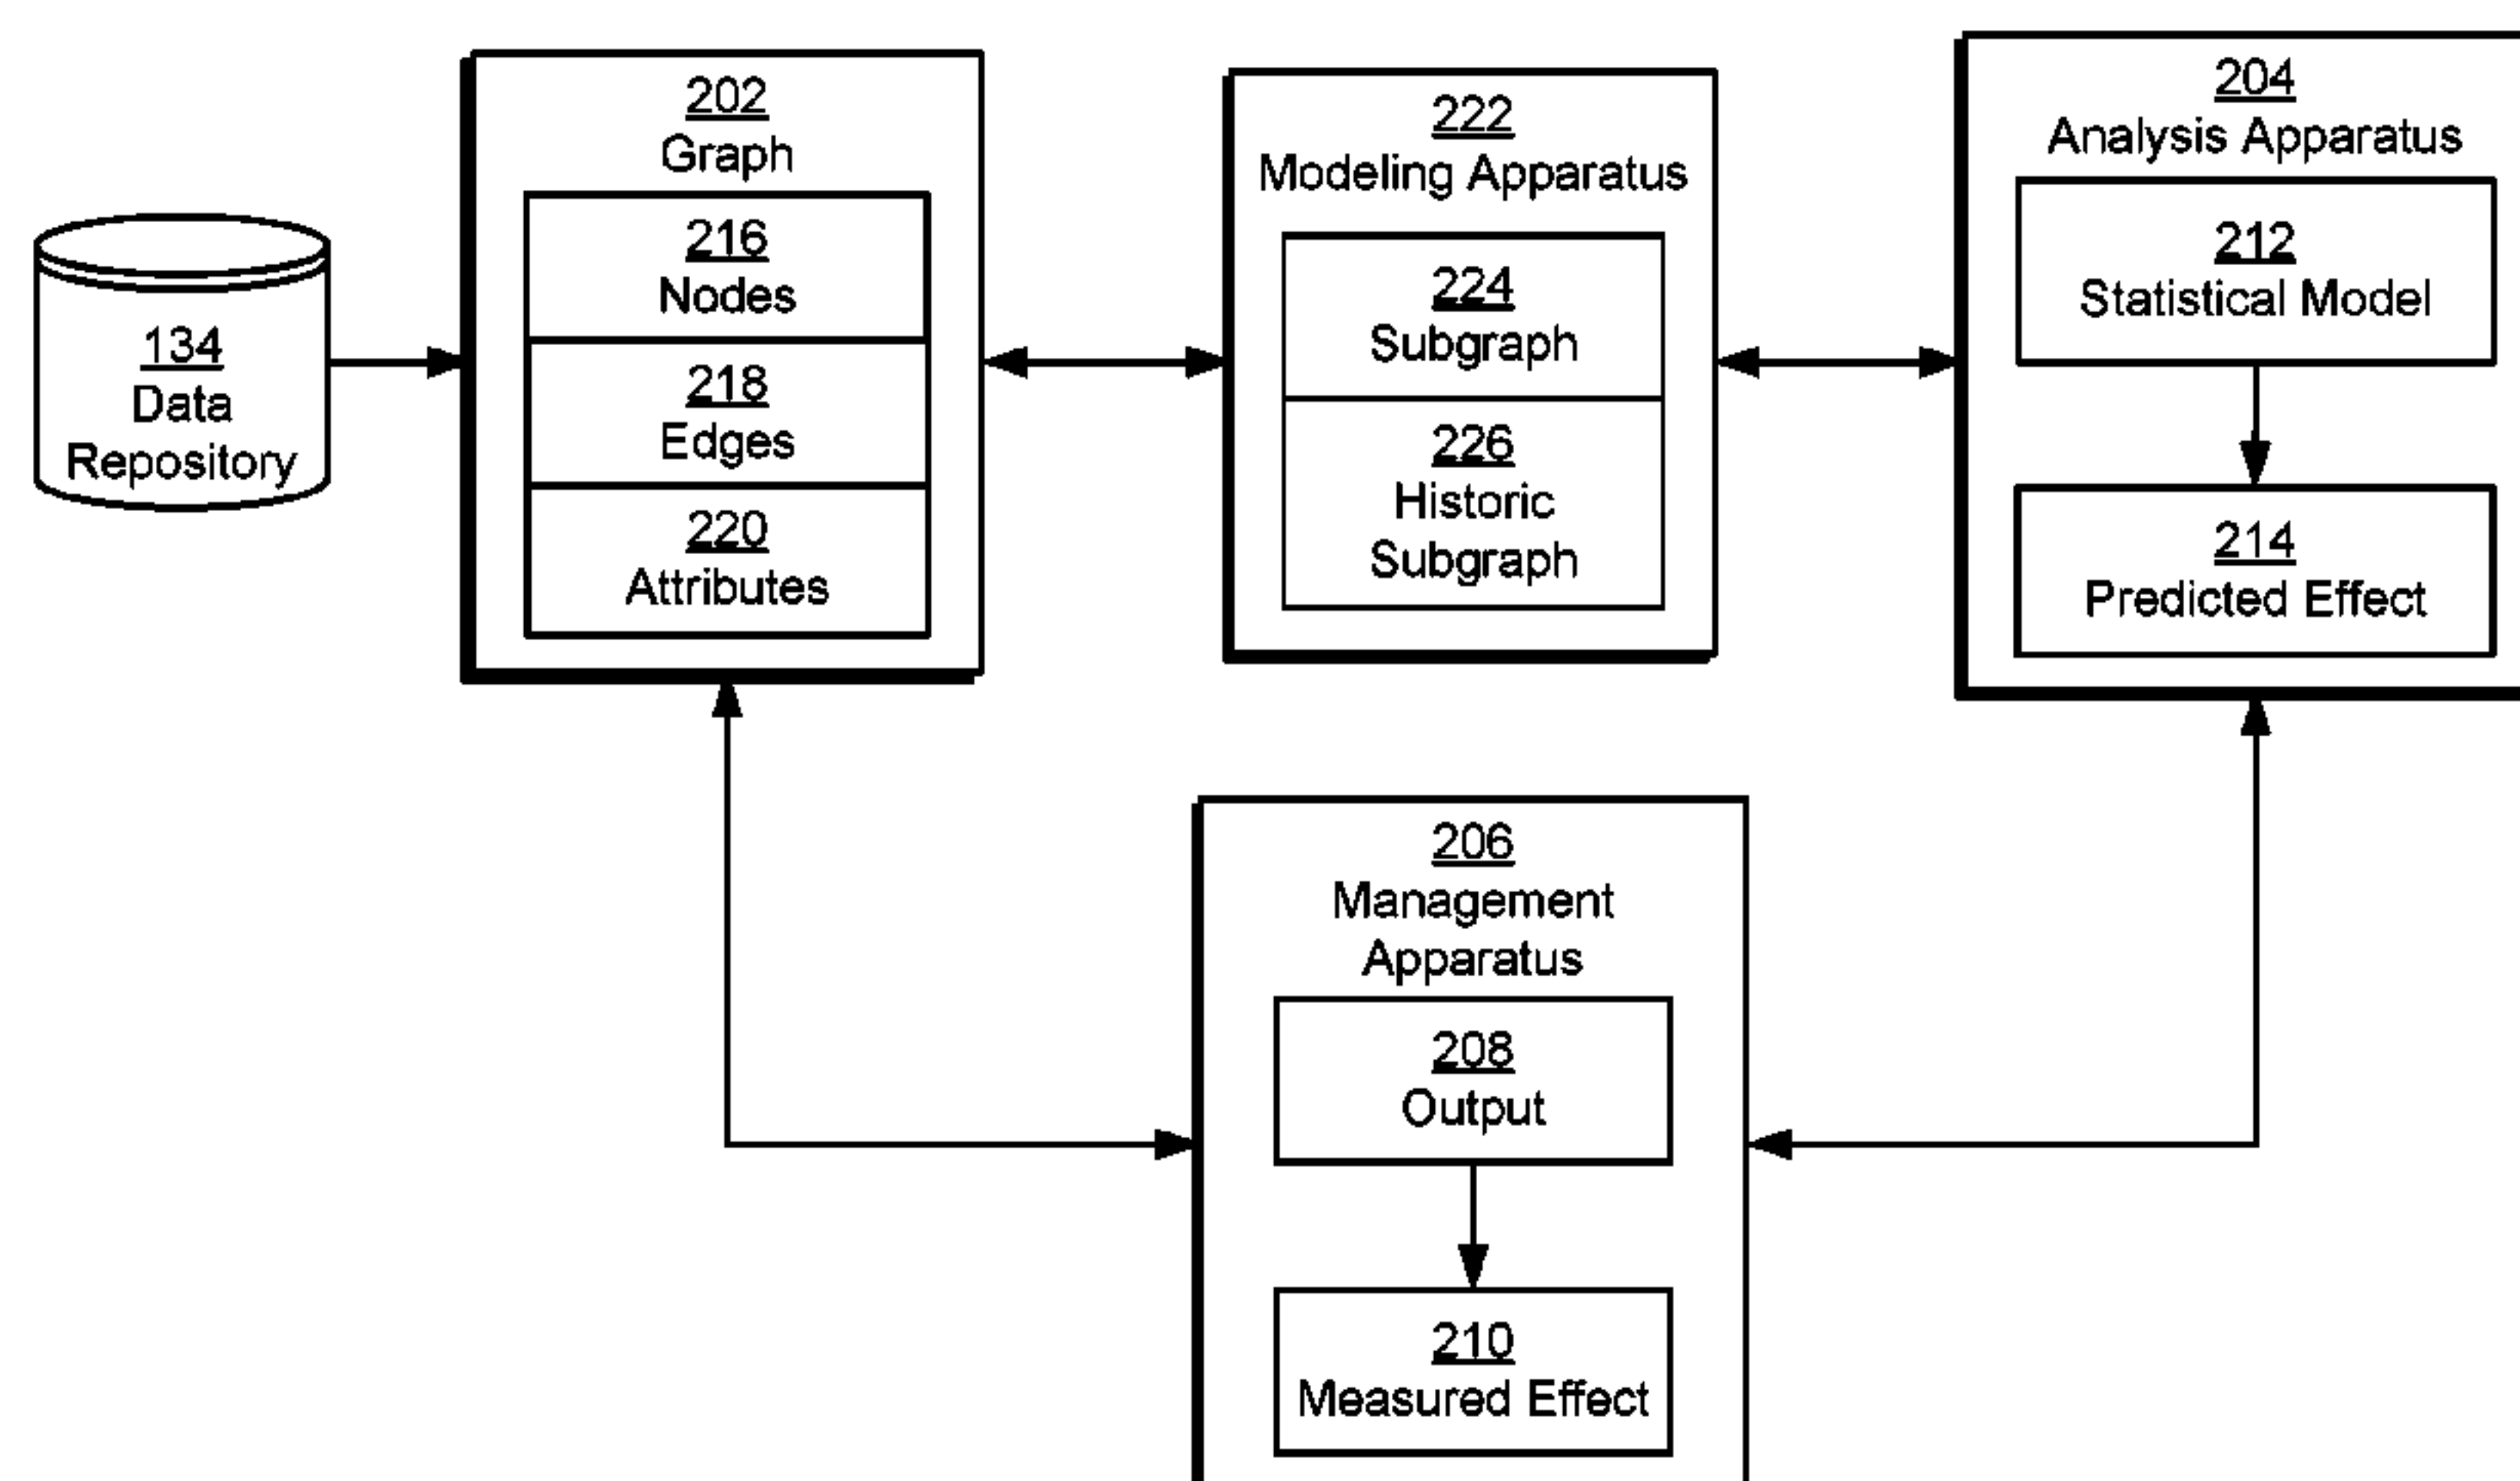 134
Data
Repository
202
Graph
216
Nodes
218
Edges
220
Attributes
222
Modeling Apparatus
224
Subgraph
226
Historic
Subgraph
204
Analysis Apparatus
212
Statistical Model
214
Predicted Effect
206
Management
Apparatus
208
Output
210
Measured Effect